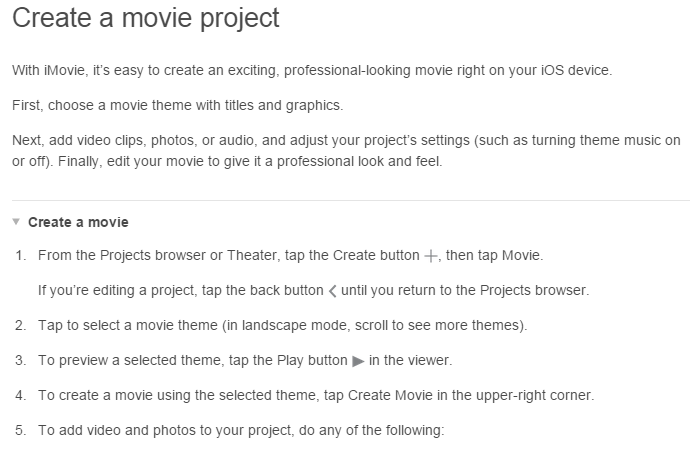 Create a movie project
With iMovie, it's easy to create an exciting, professional-looking movie right on your iOS device.
First, choose a movie theme with titles and graphics.
Next, add video clips, photos, or audio, and adjust your project's settings (such as turning theme music on
or off). Finally, edit your movie to give it a professional look and feel.
Create a movie
1. From the Projects browser or Theater, tap the Create button +, then tap Movie.
If you're editing a project, tap the back button < until you return to the Projects browser.
2. Tap to select a movie theme (in landscape mode, scroll to see more themes).
3. To preview a selected theme, tap the Play button ▶ in the viewer.
4. To create a movie using the selected theme, tap Create Movie in the upper-right corner.
5. To add video and photos to your project, do any of the following: